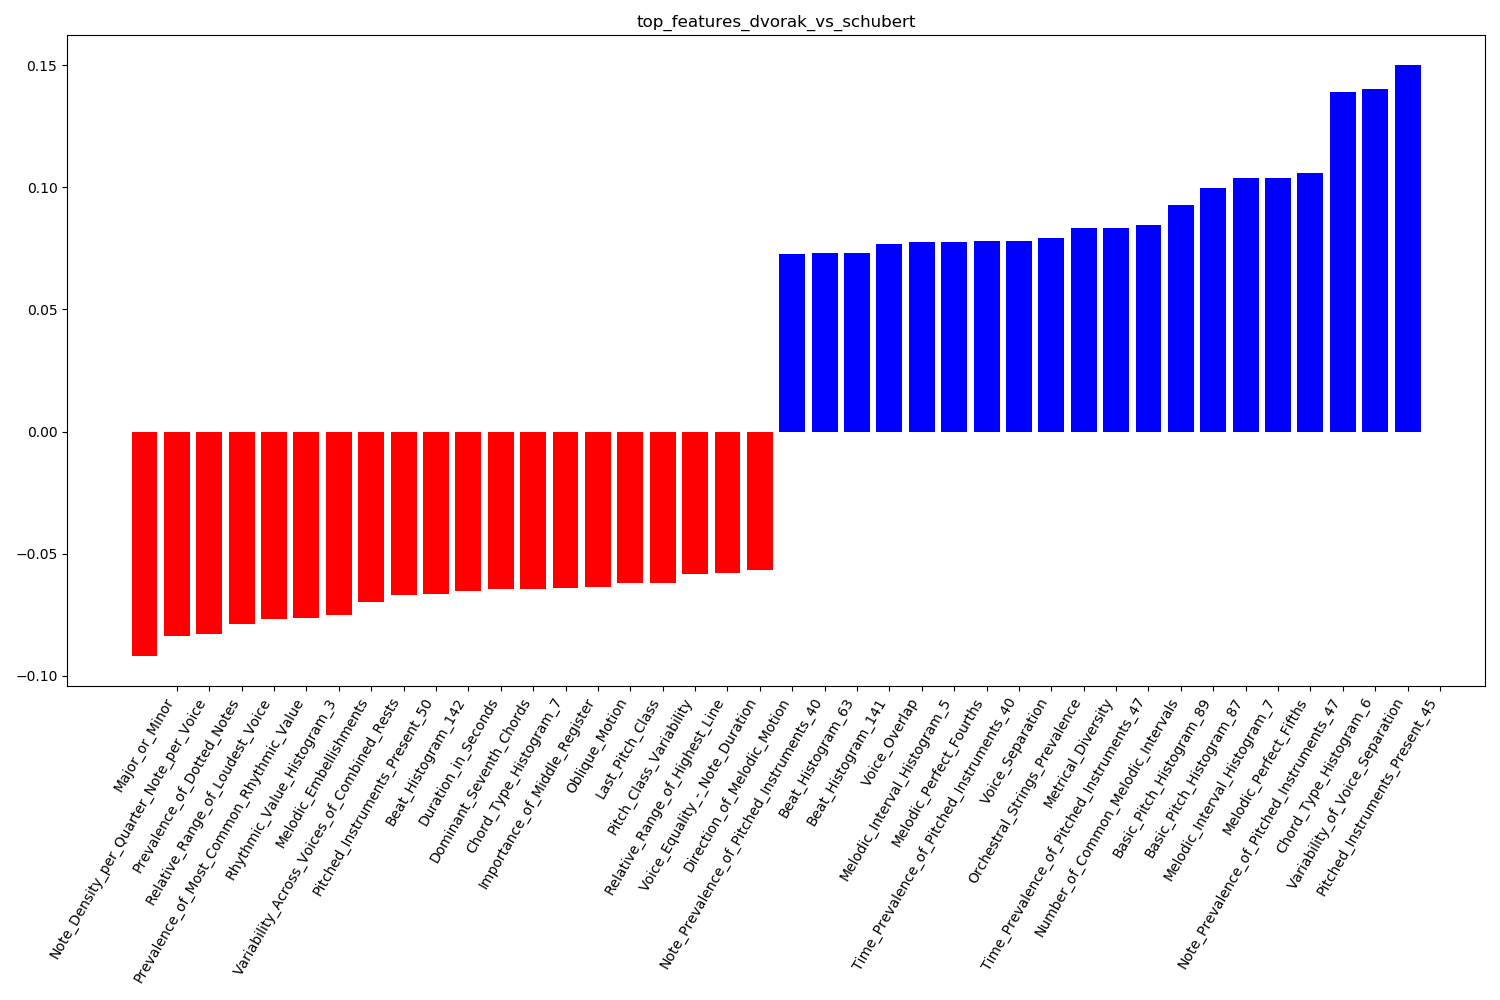 top_features_dvorak_vs_schubert
0.15
0.10
0.05
0.00
−0.05
−0.10
Major_or_Minor
Note_Density_per_Quarter_Note_per_Voice
Prevalence_of_Dotted_Notes
Relative_Range_of_Loudest_Voice
Prevalence_of_Most_Common_Rhythmic_Value
Rhythmic_Value_Histogram_3
Melodic_Embellishments
Variability_Across_Voices_of_Combined_Rests
Pitched_Instruments_Present_50
Beat_Histogram_142
Duration_in_Seconds
Dominant_Seventh_Chords
Chord_Type_Histogram_7
Importance_of_Middle_Register
Oblique_Motion
Last_Pitch_Class
Pitch_Class_Variability
Relative_Range_of_Highest_Line
Voice_Equality_-_Note_Duration
Direction_of_Melodic_Motion
Note_Prevalence_of_Pitched_Instruments_40
Beat_Histogram_63
Beat_Histogram_141
Voice_Overlap
Melodic_Interval_Histogram_5
Melodic_Perfect_Fourths
Time_Prevalence_of_Pitched_Instruments_40
Voice_Separation
Orchestral_Strings_Prevalence
Metrical_Diversity
Time_Prevalence_of_Pitched_Instruments_47
Number_of_Common_Melodic_Intervals
Basic_Pitch_Histogram_89
Basic_Pitch_Histogram_87
Melodic_Interval_Histogram_7
Melodic_Perfect_Fifths
Note_Prevalence_of_Pitched_Instruments_47
Chord_Type_Histogram_6
Variability_of_Voice_Separation
Pitched_Instruments_Present_45